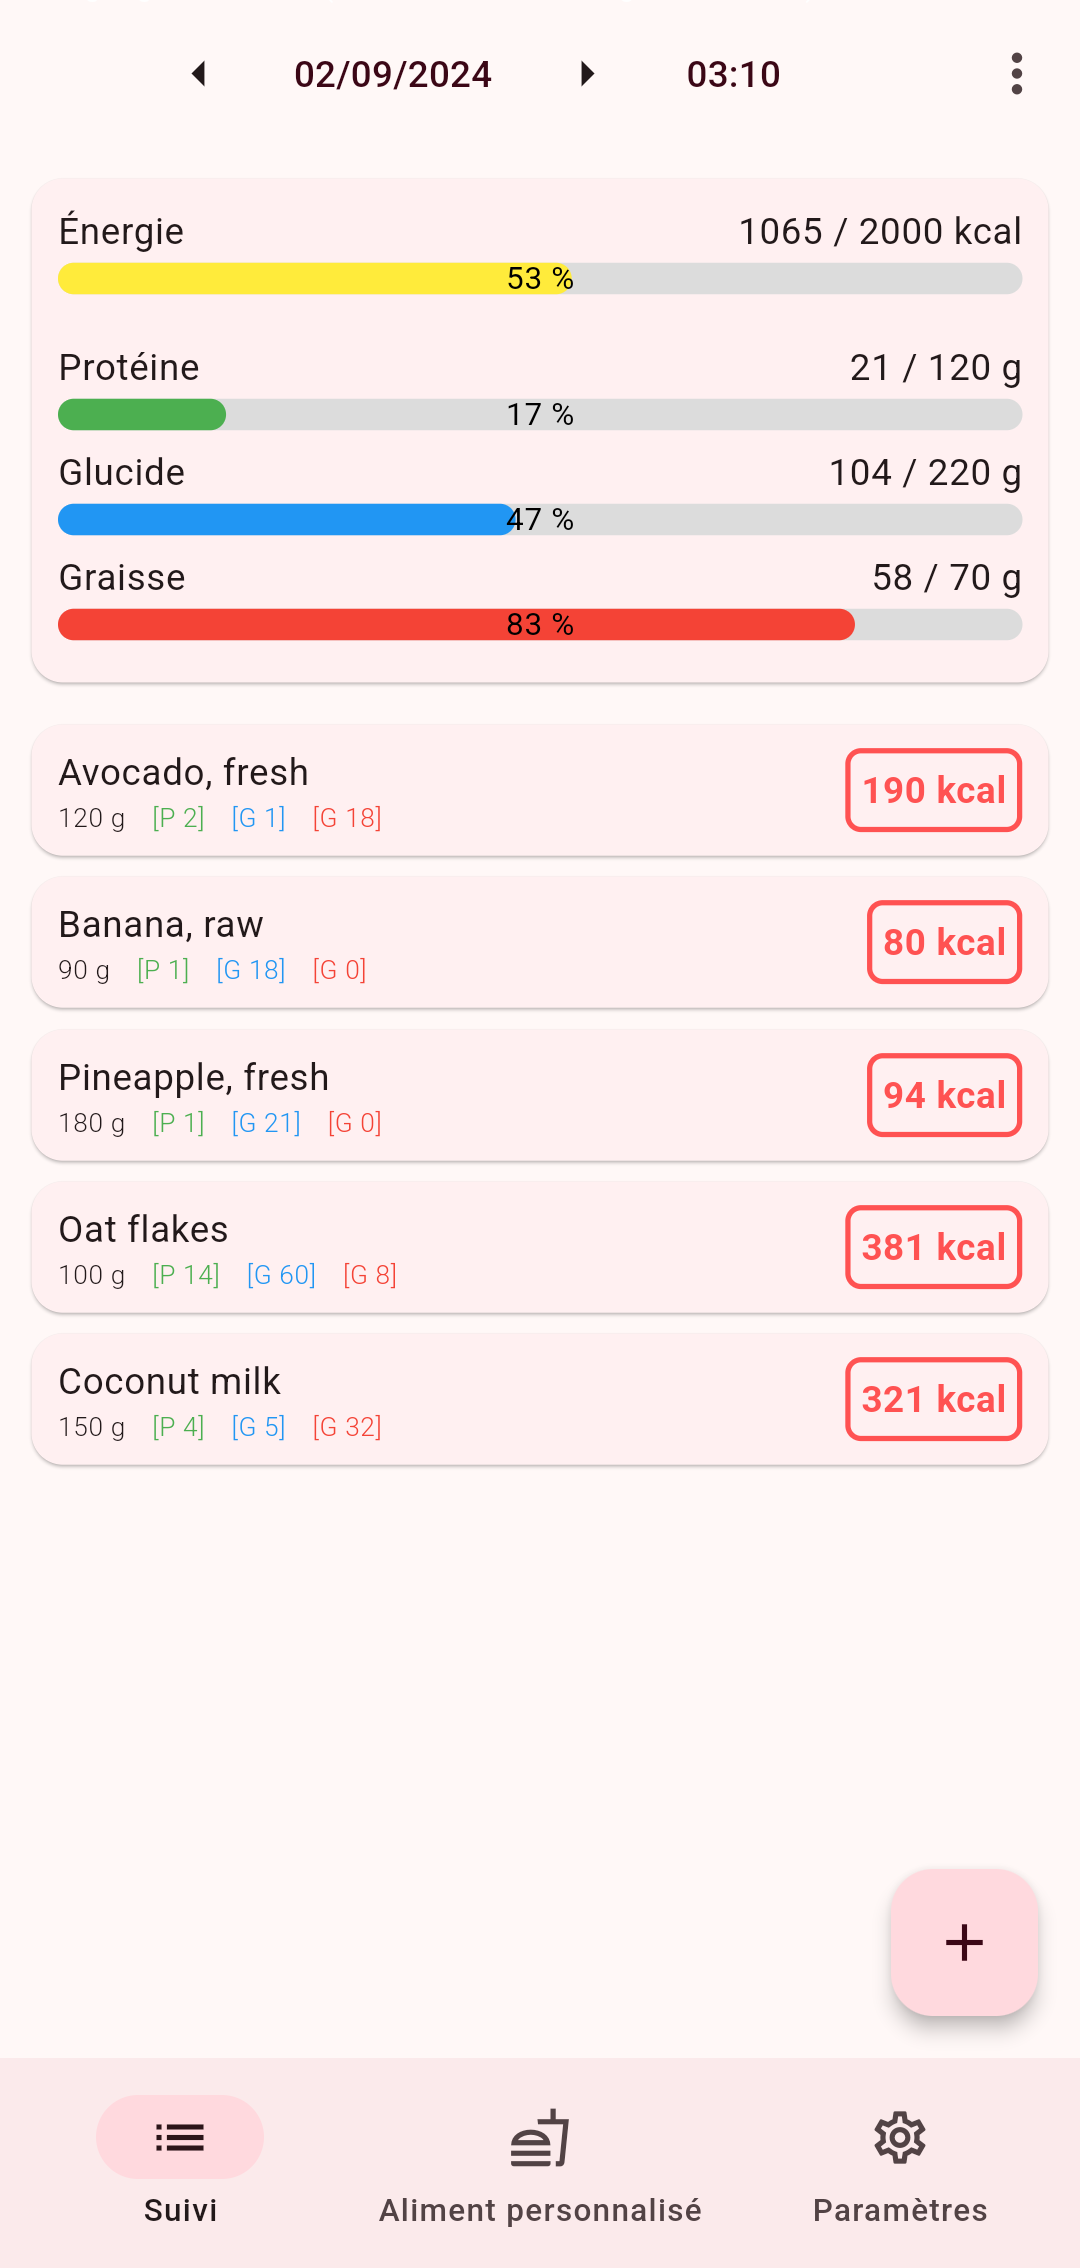 02/09/2024 03:10
Énergie 1065 / 2000 kcal
53 %
Protéine 21 / 120 g
17 %
Glucide 104 / 220 g
47 %
Graisse 58 / 70 g
83 %
Avocado, fresh
190 kcal
120 g [P 2] [G 1] [G 18]
Banana, raw
80 kcal
90 g [P 1] [G 18] [G 0]
Pineapple, fresh
94 kcal
180 g [P 1] [G 21] [G 0]
Oat flakes
381 kcal
100 g [P 14] [G 60] [G 8]
Coconut milk
321 kcal
150 g [P 4] [G 5] [G 32]
Suivi Aliment personnalisé Paramètres